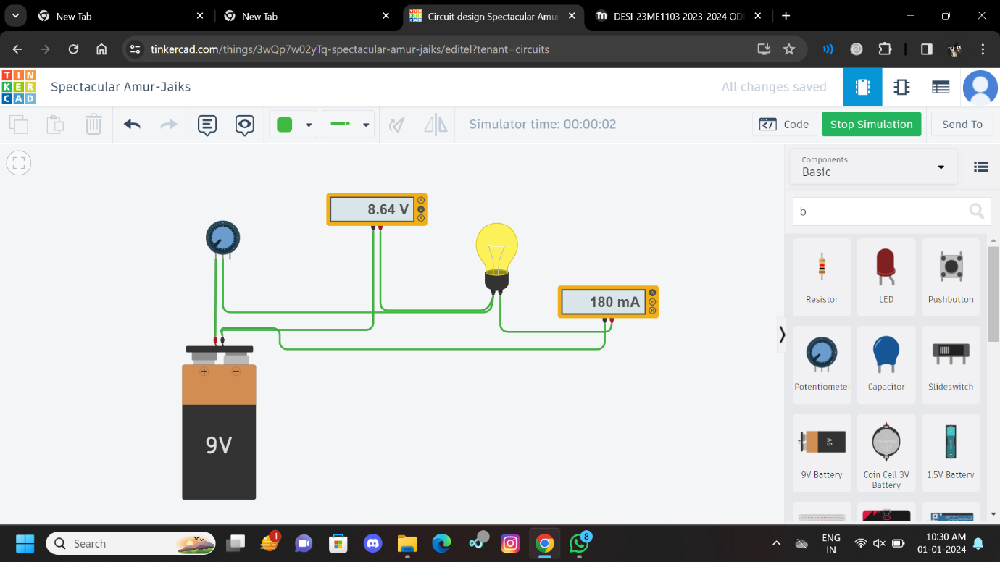 New Tab
New Tab
Circuit design Spectacular Amu
DESI-23ME1103 2023-2024 OD
tinkercad.com/things/3wQp7w02yTq-spectacular-amur-jaiks/editel?tenant=circuits
TIN
KER
CAD
Spectacular Amur-Jaiks
All changes saved
Simulator time: 00:00:02
Code
Stop Simulation
Send To
Components
Basic
b
8.64 V
A
V
R
180 mA
A
V
R
+ −
9V
Resistor
LED
Pushbutton
Potentiometer
Capacitor
Slideswitch
9V
9V Battery
Coin Cell 3V
Battery
1.5V Battery
Search
1
8
ENG
IN
10:30 AM
01-01-2024